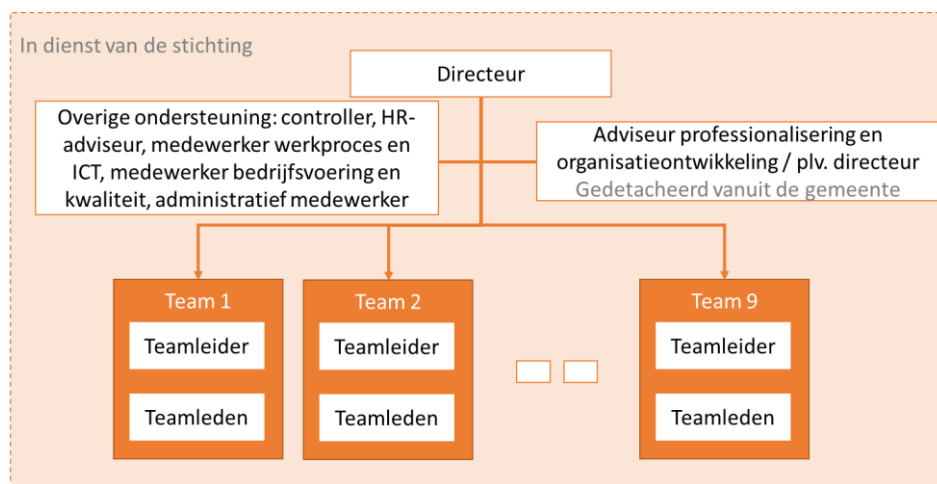 In dienst van de stichting
Directeur
Overige ondersteuning: controller, HR-
adviseur, medewerker werkproces en
ICT, medewerker bedrijfsvoering en
kwaliteit, administratief medewerker
Adviseur professionalisering en
organisatieontwikkeling / plv. directeur
Gedetacheerd vanuit de gemeente
Team 1
Teamleider
Teamleden
Team 2
Teamleider
Teamleden
Team 9
Teamleider
Teamleden